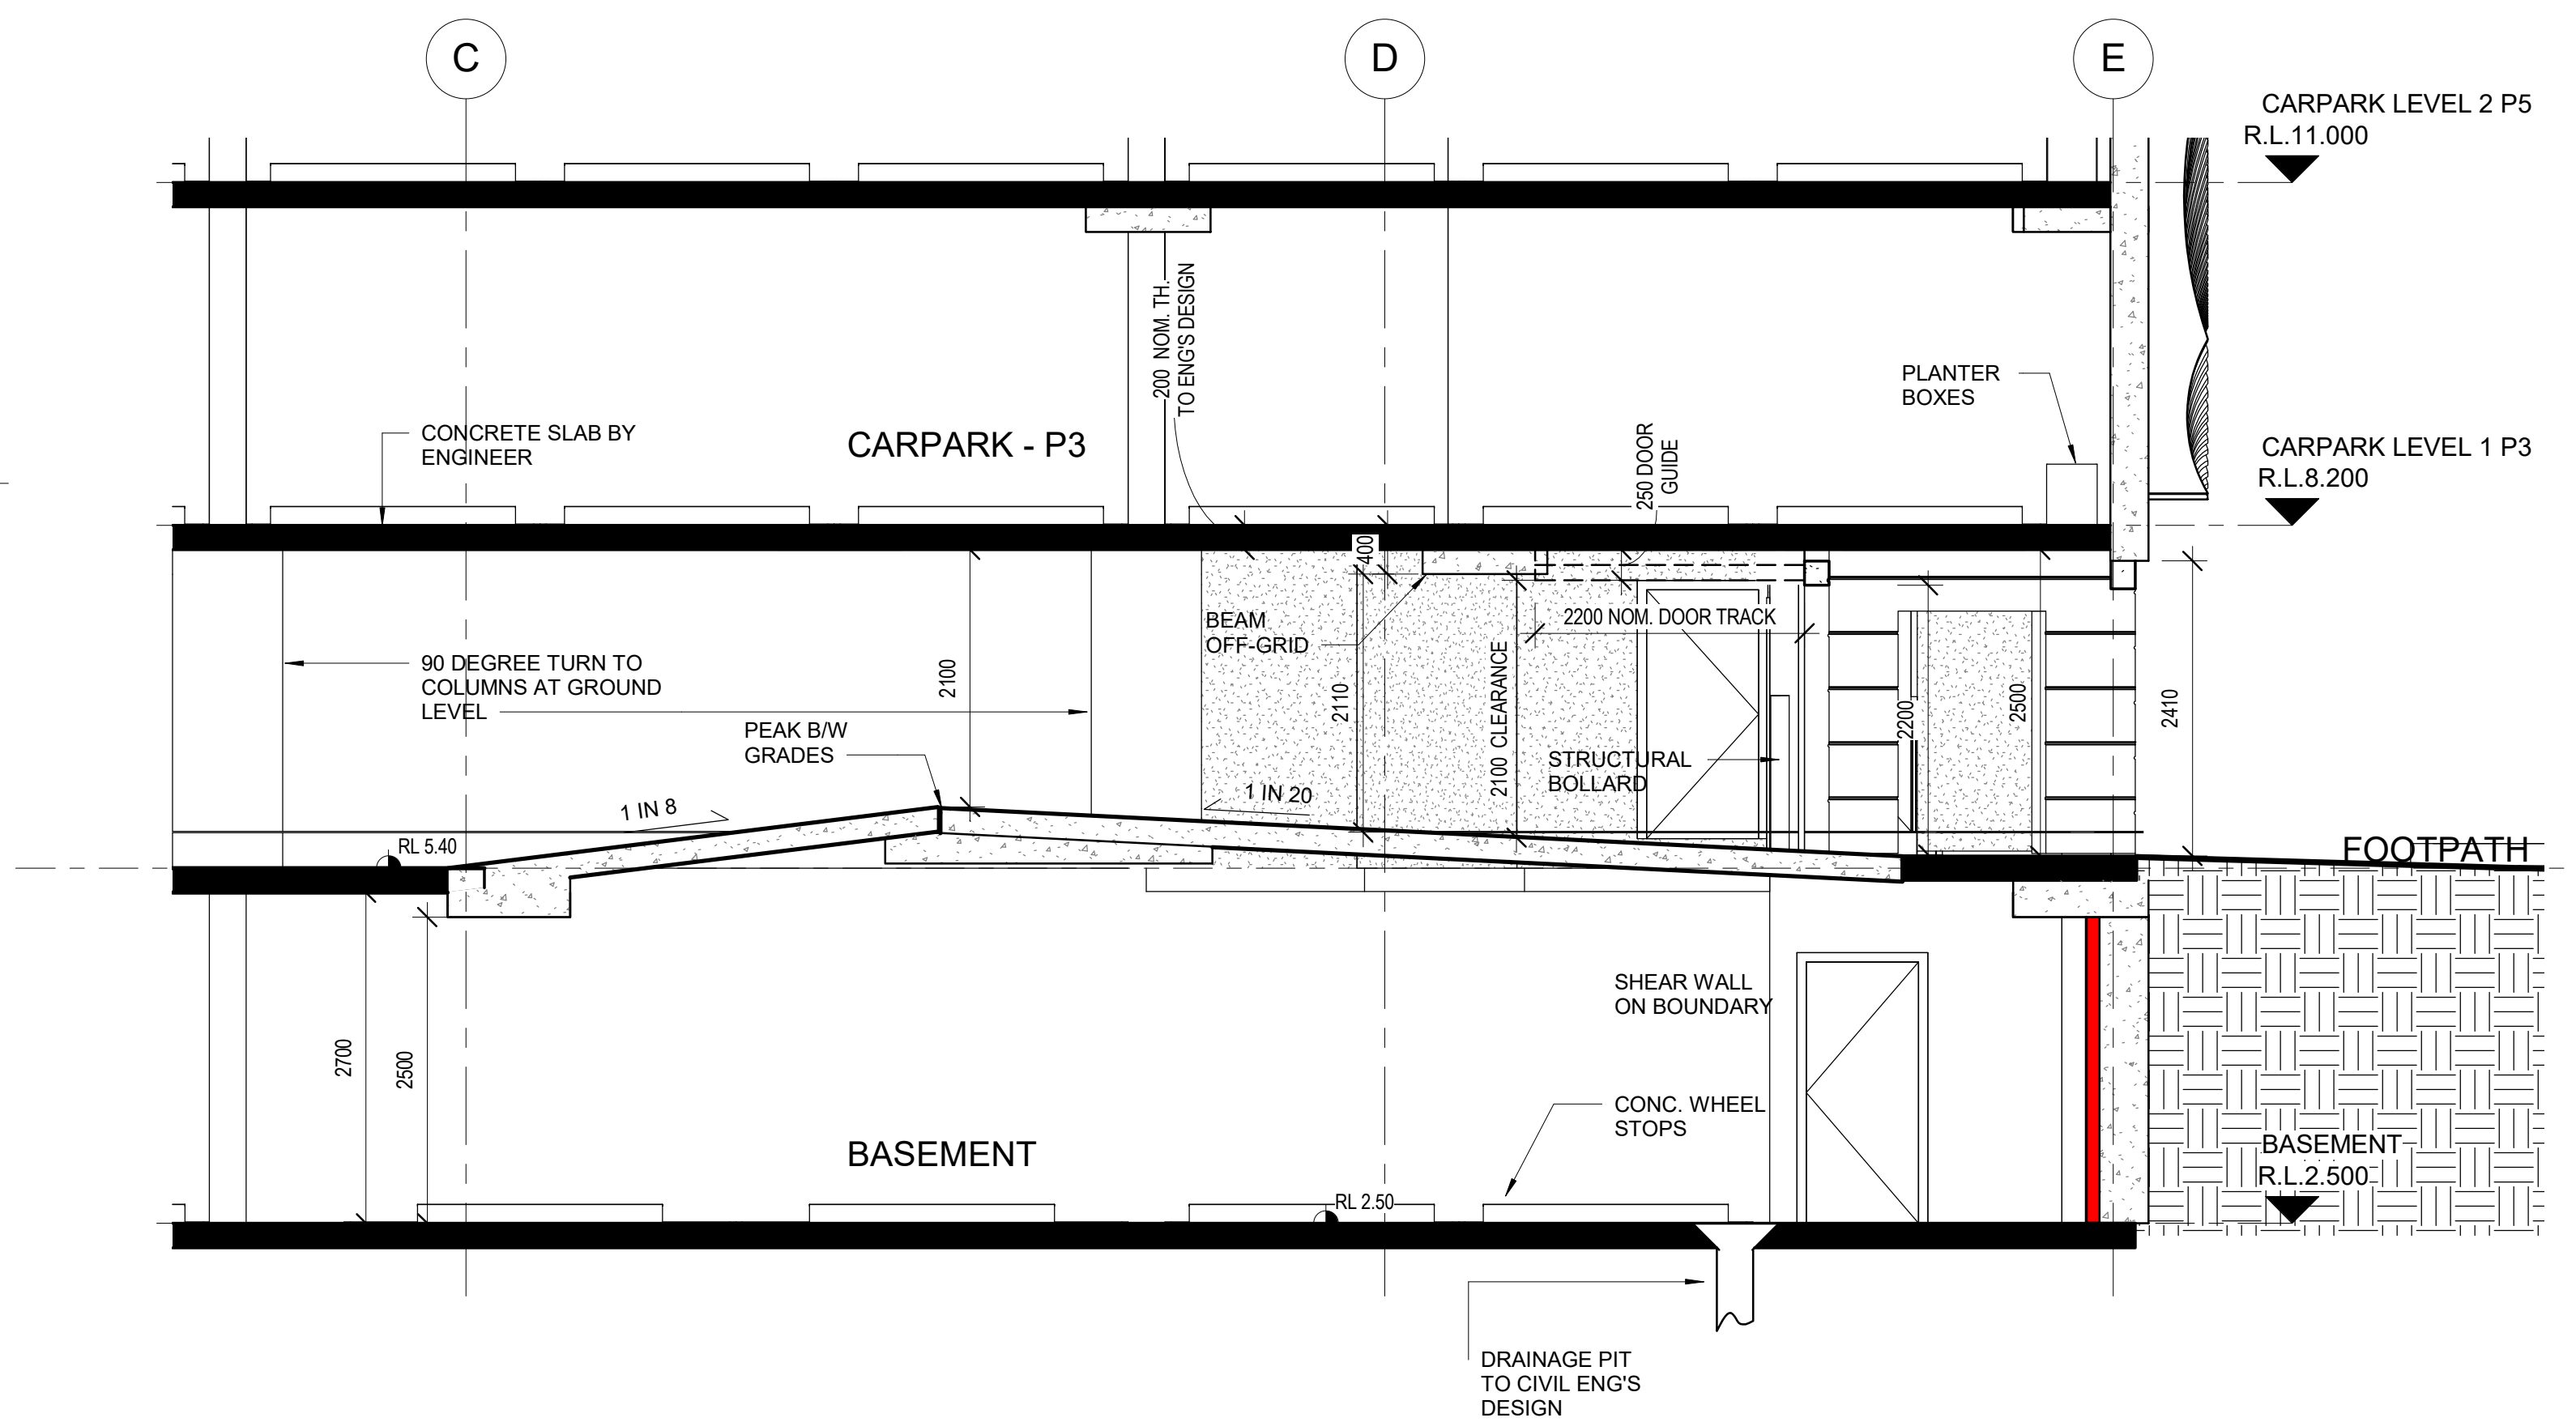 C
D
E
CARPARK LEVEL 2 P5
R.L.11.000
200 NOM. TH.
TO ENG'S DESIGN
PLANTER
BOXES
CONCRETE SLAB BY
ENGINEER
CARPARK - P3
250 DOOR
GUIDE
CARPARK LEVEL 1 P3
R.L.8.200
400
BEAM
OFF-GRID
2200 NOM. DOOR TRACK
90 DEGREE TURN TO
COLUMNS AT GROUND
LEVEL
2100
2110
2100 CLEARANCE
2200
2500
2410
PEAK B/W
GRADES
STRUCTURAL
BOLLARD
1 IN 8
1 IN 20
RL 5.40
FOOTPATH
SHEAR WALL
ON BOUNDARY
2700
2500
CONC. WHEEL
STOPS
BASEMENT
BASEMENT
R.L.2.500
RL 2.50
DRAINAGE PIT
TO CIVIL ENG'S
DESIGN